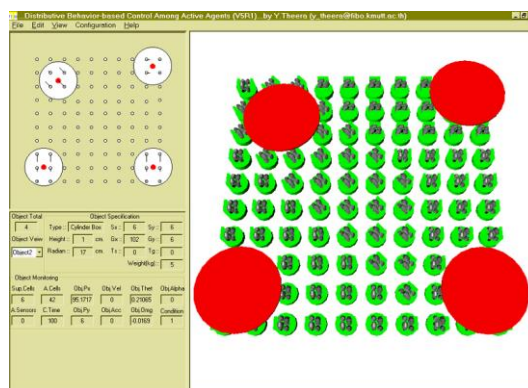 Distributive Behavior-based Control Among Active Agents (VSR1)...by Y.Theera (y_theera@fibo.kmutt.ac.th)
File Edit View Configuration Help
Object Total Object Specification
4 Type : Cylinder Box Sx : 6 Sy : 6
Object View Height : 1 cm. Gx : 102 Gy : 6
Object2 Radian : 17 cm. Tx : 0 Tg : 0
Weight(kg) : 5
Object Monitoring
Sup.Cells A.Cells Obj.Px Obj.Vel Obj.Thet Obj.Alpha
6 42 95.1717 0 0.21065 0
A.Sensors C.Time Obj.Py Obj.Acc Obj.Omg Condition
0 100 6 0 -0.0169 1